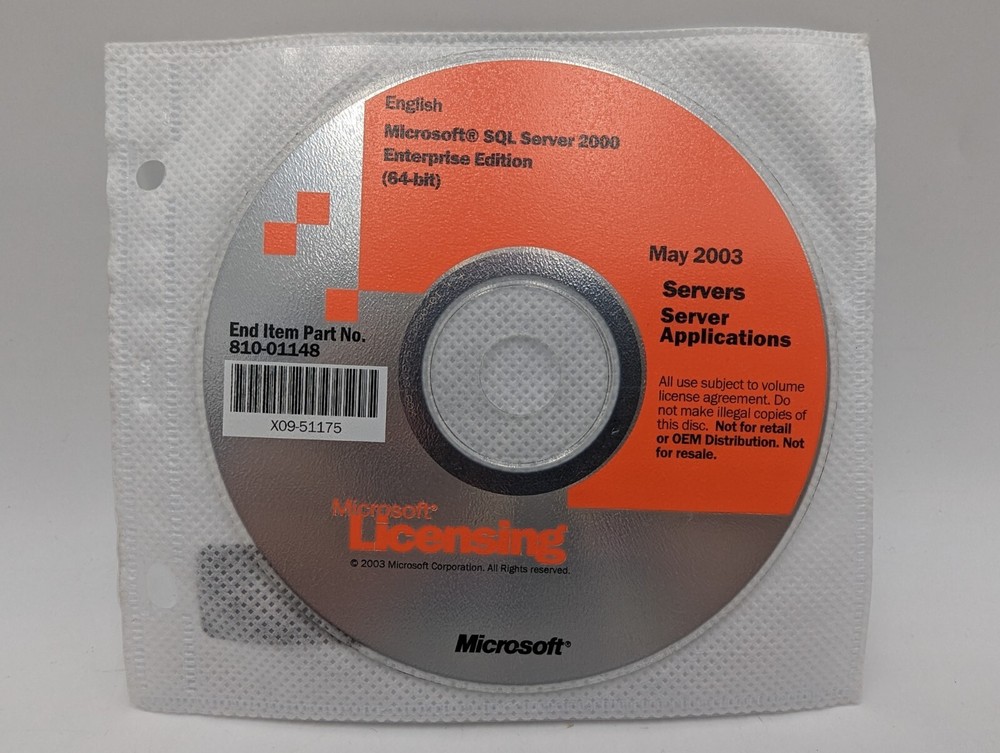 English
Microsoft® SQL Server 2000
Enterprise Edition
(64-bit)
May 2003
Servers
Server
Applications
End Item Part No.
810-01148
X09-51175
All use subject to volume
license agreement. Do
not make illegal copies of
this disc. Not for retail
or OEM Distribution. Not
for resale.
Microsoft®
Licensing
© 2003 Microsoft Corporation. All Rights reserved.
Microsoft®